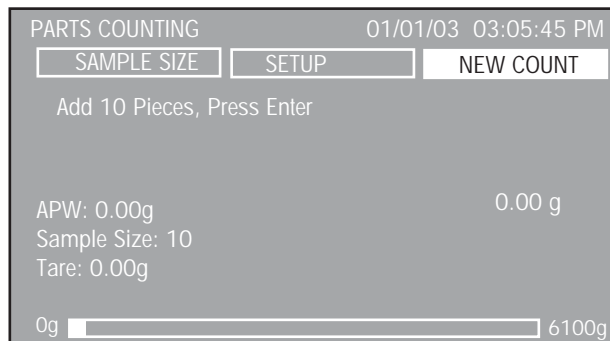 PARTS COUNTING 01/01/03 03:05:45 PM
SAMPLE SIZE SETUP NEW COUNT
Add 10 Pieces, Press Enter
0.00 g
APW: 0.00g
Sample Size: 10
Tare: 0.00g
0g 6100g